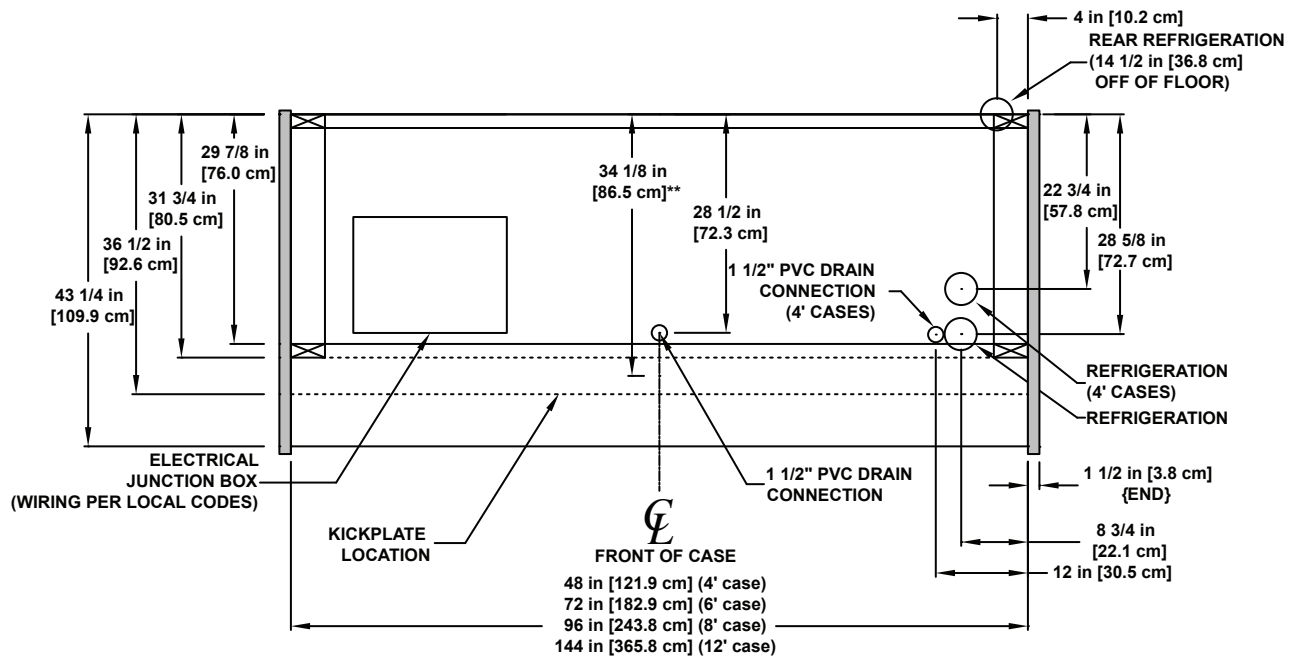 4 in [10.2 cm]
REAR REFRIGERATION
(14 1/2 in [36.8 cm]
OFF OF FLOOR)
29 7/8 in
[76.0 cm]
31 3/4 in
[80.5 cm]
36 1/2 in
[92.6 cm]
43 1/4 in
[109.9 cm]
34 1/8 in
[86.5 cm]**
28 1/2 in
[72.3 cm]
1 1/2" PVC DRAIN
CONNECTION
(4' CASES)
22 3/4 in
[57.8 cm]
28 5/8 in
[72.7 cm]
REFRIGERATION
(4' CASES)
REFRIGERATION
ELECTRICAL
JUNCTION BOX
(WIRING PER LOCAL CODES)
KICKPLATE
LOCATION
1 1/2" PVC DRAIN
CONNECTION
CL
FRONT OF CASE
48 in [121.9 cm] (4' case)
72 in [182.9 cm] (6' case)
96 in [243.8 cm] (8' case)
144 in [365.8 cm] (12' case)
1 1/2 in [3.8 cm]
{END}
8 3/4 in
[22.1 cm]
12 in [30.5 cm]